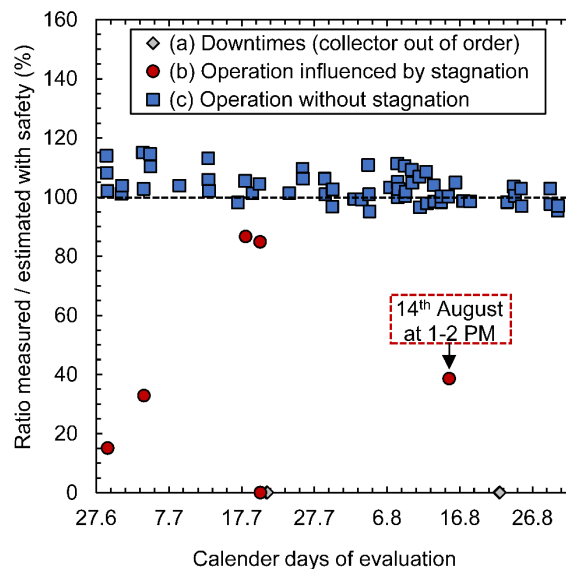 Ratio measured / estimated with safety (%)
160
140
120
100
80
60
40
20
0
(a) Downtimes (collector out of order)
(b) Operation influenced by stagnation
(c) Operation without stagnation
14th August
at 1-2 PM
27.6 7.7 17.7 27.7 6.8 16.8 26.8
Calender days of evaluation